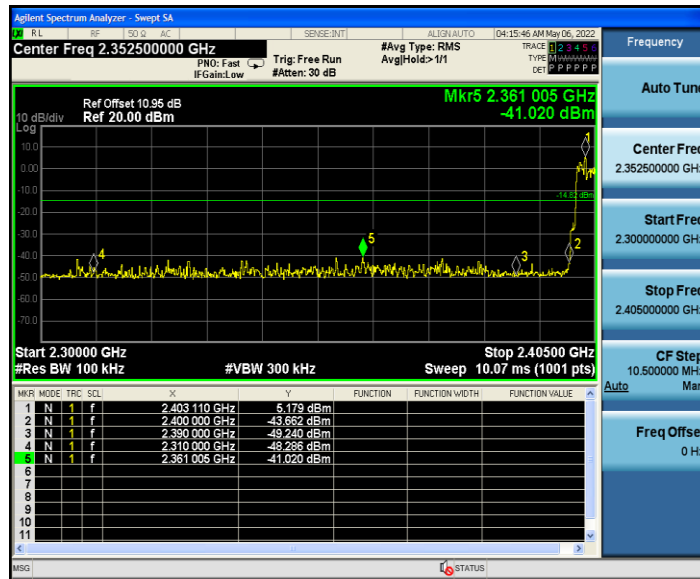 Agilent Spectrum Analyzer - Swept SA
RL RF 50 Ω AC SENSE:INT ALIGNAUTO 04:15:46 AM May 06, 2022
Center Freq 2.352500000 GHz
PNO: Fast
IFGain:Low
Trig: Free Run
#Atten: 30 dB
#Avg Type: RMS
Avg|Hold:>1/1
TRACE 1 2 3 4 5 6
TYPE M
DET P P P P P P
Ref Offset 10.95 dB
10 dB/div Ref 20.00 dBm
Mkr5 2.361 005 GHz
-41.020 dBm
Log
10.0
0.00
-10.0
-20.0
-30.0
-40.0
-50.0
-60.0
-70.0
1
-14.82 dBm
5
4
3
2
Start 2.30000 GHz Stop 2.40500 GHz
#Res BW 100 kHz #VBW 300 kHz Sweep 10.07 ms (1001 pts)
MKR MODE TRC SCL X Y FUNCTION FUNCTION WIDTH FUNCTION VALUE
1 N 1 f 2.403 110 GHz 5.179 dBm
2 N 1 f 2.400 000 GHz -43.662 dBm
3 N 1 f 2.390 000 GHz -49.240 dBm
4 N 1 f 2.310 000 GHz -48.286 dBm
5 N 1 f 2.361 005 GHz -41.020 dBm
6
7
8
9
10
11
MSG STATUS
Frequency
Auto Tune
Center Freq
2.352500000 GHz
Start Freq
2.300000000 GHz
Stop Freq
2.405000000 GHz
CF Step
10.500000 MHz
Auto Man
Freq Offset
0 Hz